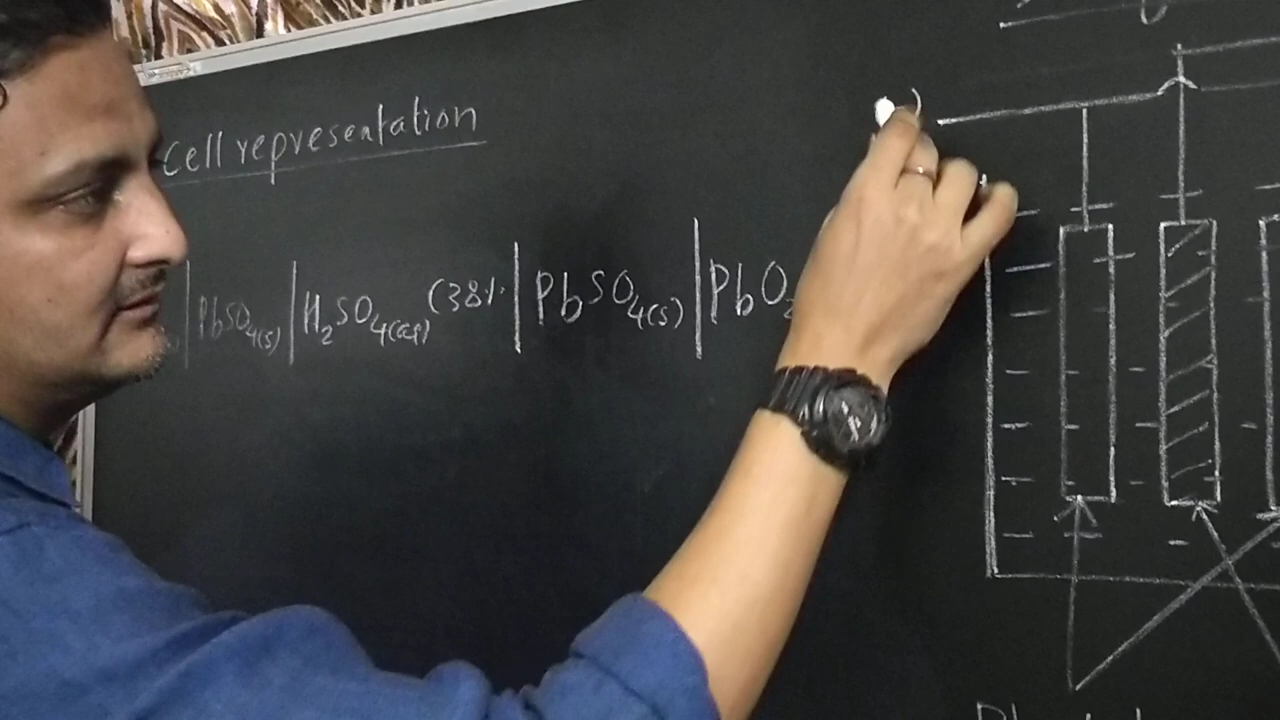 Cell representation
| PbSO4(s) | H2SO4(aq) (38% | PbSO4(s) | PbO2